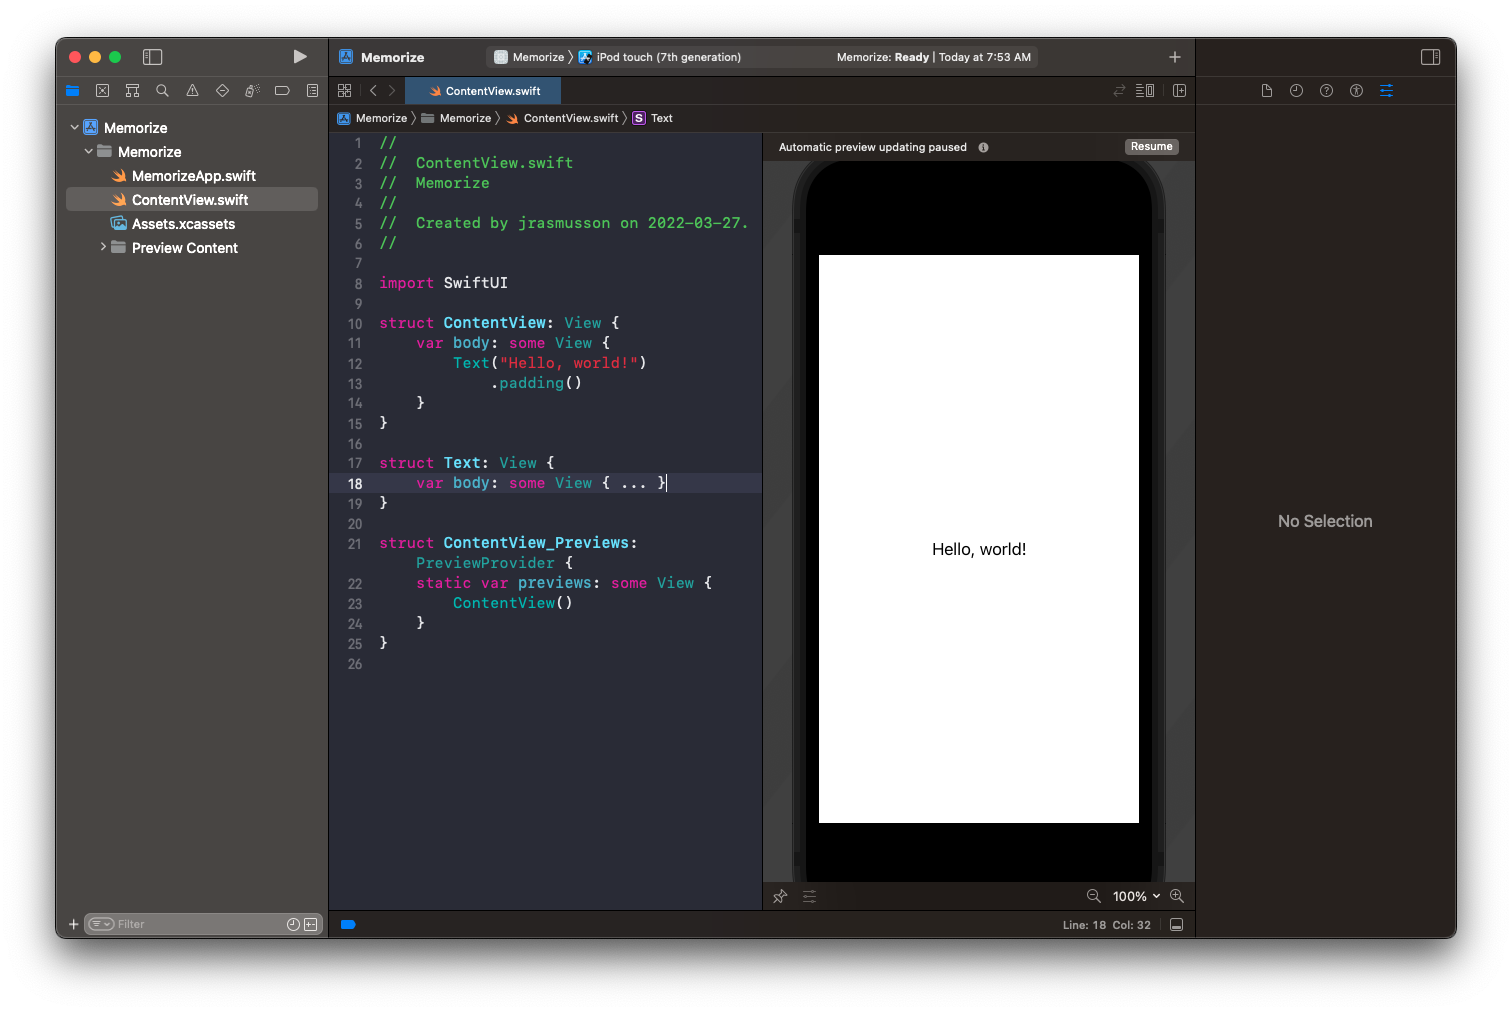 Memorize
Memorize
iPod touch (7th generation)
Memorize: Ready | Today at 7:53 AM
ContentView.swift
Memorize
Memorize
ContentView.swift
S
Text
Memorize
Memorize
MemorizeApp.swift
ContentView.swift
Assets.xcassets
Preview Content
1 //
2 //  ContentView.swift
3 //  Memorize
4 //
5 //  Created by jrasmusson on 2022-03-27.
6 //
7
8 import SwiftUI
9
10 struct ContentView: View {
11     var body: some View {
12         Text("Hello, world!")
13             .padding()
14     }
15 }
16
17 struct Text: View {
18     var body: some View { ... }
19 }
20
21 struct ContentView_Previews:
    PreviewProvider {
22     static var previews: some View {
23         ContentView()
24     }
25 }
26
Automatic preview updating paused
Resume
Hello, world!
100%
No Selection
Filter
Line: 18 Col: 32